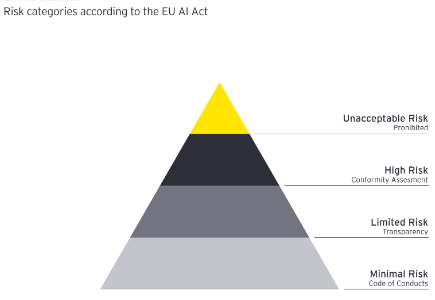 Risk categories according to the EU AI Act
Unacceptable Risk
Prohibited
High Risk
Conformity Assesment
Limited Risk
Transparency
Minimal Risk
Code of Conducts